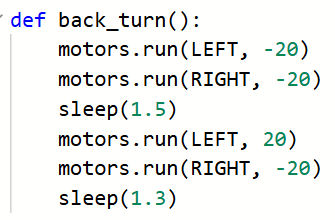 def back_turn():
    motors.run(LEFT, -20)
    motors.run(RIGHT, -20)
    sleep(1.5)
    motors.run(LEFT, 20)
    motors.run(RIGHT, -20)
    sleep(1.3)